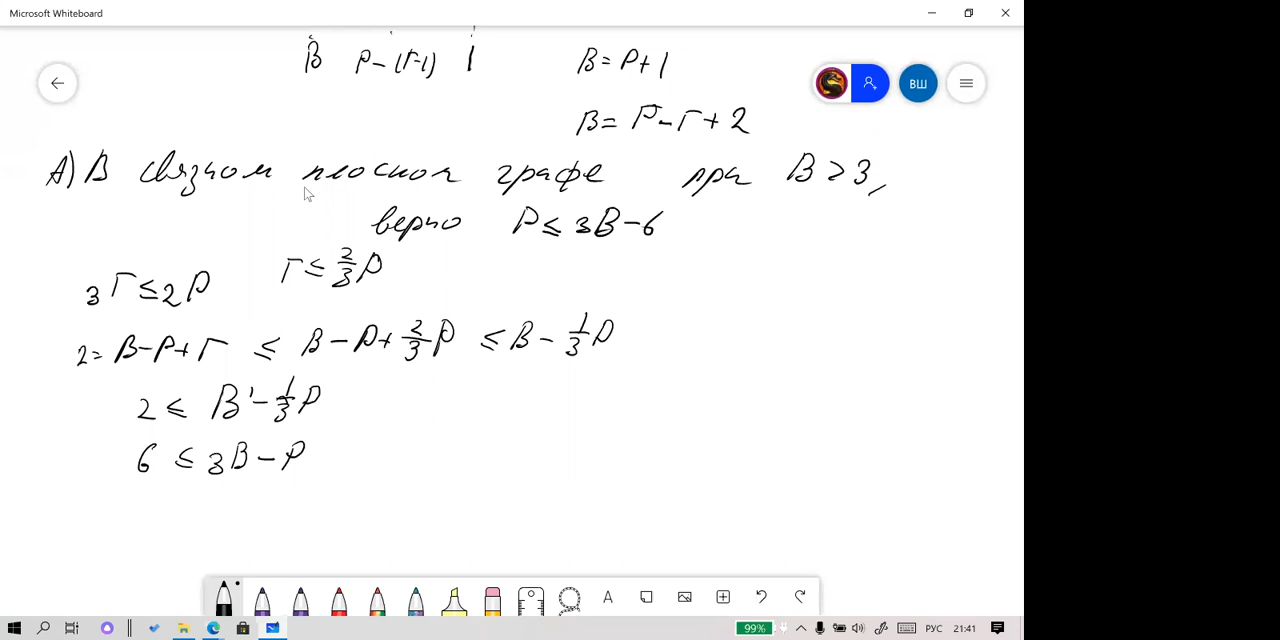 Microsoft Whiteboard
В Р-(Г-1) 1
В = Р+1
В = Р-Г+2
ВШ
А) В связном плоском графе при В ≥ 3,
верно Р ≤ 3В-6
3Г ≤ 2Р Г ≤ 2/3 Р
2 = В-Р+Г ≤ В-Р+2/3 Р ≤ В-1/3 Р
2 ≤ В-1/3 Р
6 ≤ 3В-Р
A
99% РУС 21:41